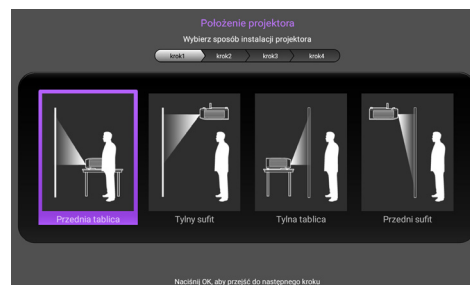 Położenie projektora
Wybierz sposób instalacji projektora
krok1 krok2 krok3 krok4
Przednia tablica Tylny sufit Tylna tablica Przedni sufit
Naciśnij OK, aby przejść do następnego kroku